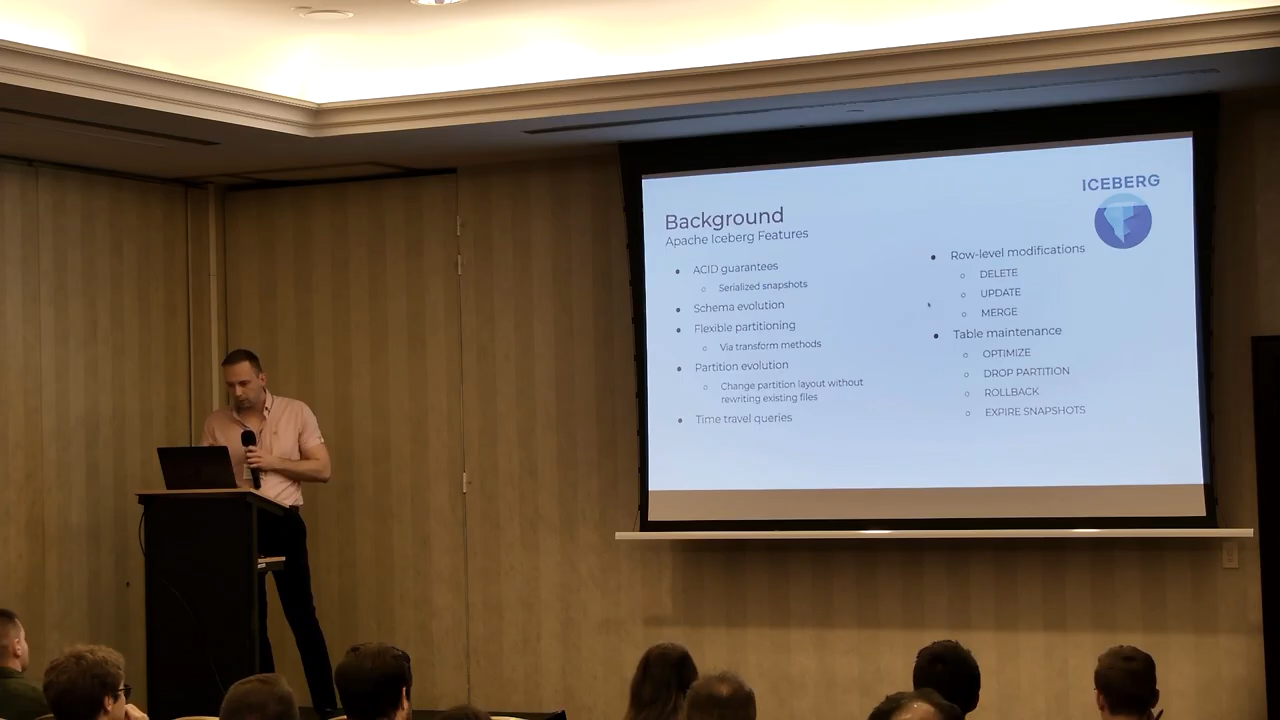 ICEBERG
Background
Apache Iceberg Features
ACID guarantees
Serialized snapshots
Schema evolution
Flexible partitioning
Via transform methods
Partition evolution
Change partition layout without
rewriting existing files
Time travel queries
Row-level modifications
DELETE
UPDATE
MERGE
Table maintenance
OPTIMIZE
DROP PARTITION
ROLLBACK
EXPIRE SNAPSHOTS